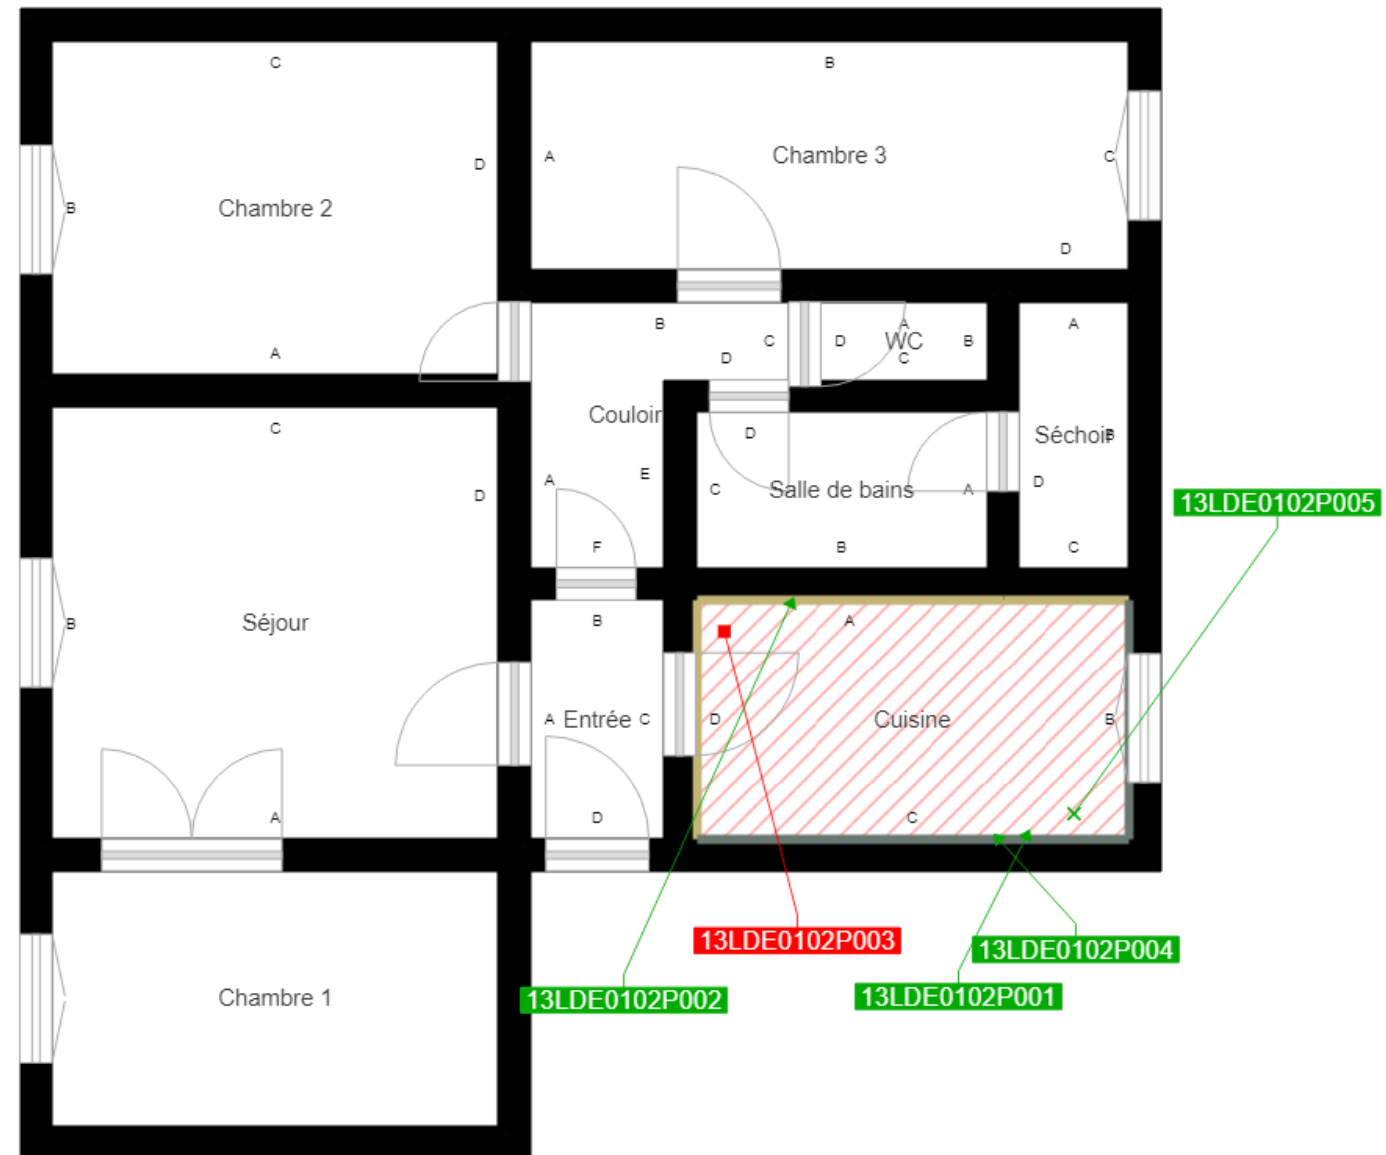 C
B
D
A
Chambre 3
C
B
Chambre 2
D
A
B
C
D
D
A
WC
C
B
A
Couloir
C
A
E
F
D
C
Salle de bains
A
B
Séchoir
B
D
C
13LDE0102P005
D
B
Séjour
A
B
A
Entrée
C
D
A
D
Cuisine
B
C
13LDE0102P003
13LDE0102P004
13LDE0102P002
13LDE0102P001
Chambre 1